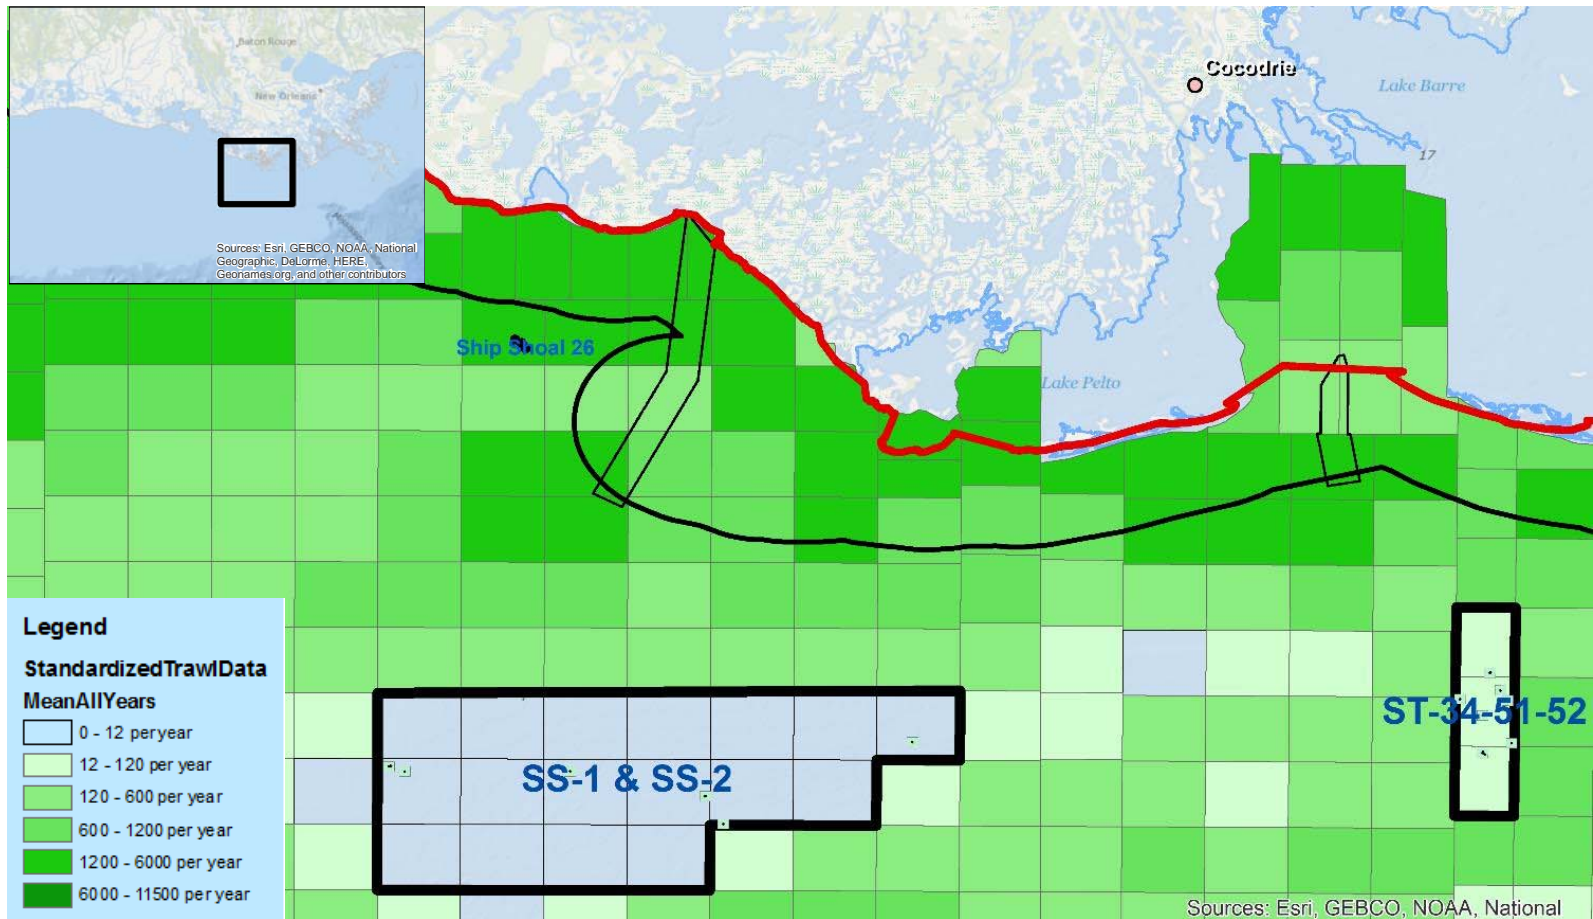 Baton Rouge
New Orleans
Sources: Esri, GEBCO, NOAA, National
Geographic, DeLorme, HERE,
Geonames.org, and other contributors
Cocodrie
Lake Barre
17
Ship Shoal 26
Lake Pelto
Legend
StandardizedTrawlData
MeanAllYears
0 - 12 per year
12 - 120 per year
120 - 600 per year
600 - 1200 per year
1200 - 6000 per year
6000 - 11500 per year
SS-1 & SS-2
ST-34-51-52
Sources: Esri, GEBCO, NOAA, National